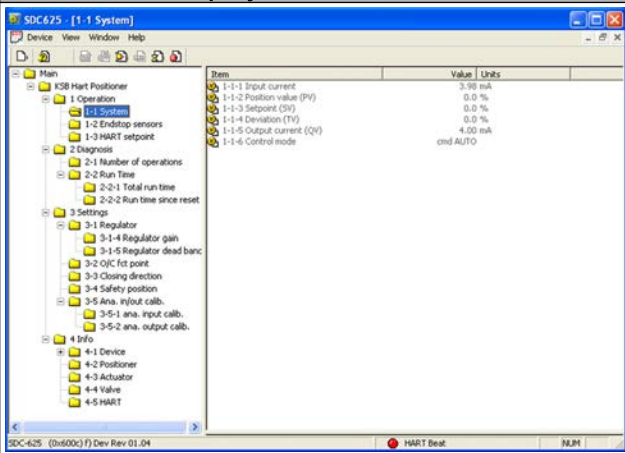 SDC625 - [1-1 System]
Device View Window Help
Main
KSB Hart Positioner
1 Operation
1-1 System
1-2 Endstop sensors
1-3 HART setpoint
2 Diagnosis
2-1 Number of operations
2-2 Run Time
2-2-1 Total run time
2-2-2 Run time since reset
3 Settings
3-1 Regulator
3-1-4 Regulator gain
3-1-5 Regulator dead banc
3-2 O/C fct point
3-3 Closing direction
3-4 Safety position
3-5 Ana. in/out calib.
3-5-1 ana. input calib.
3-5-2 ana. output calib.
4 Info
4-1 Device
4-2 Positioner
4-3 Actuator
4-4 Valve
4-5 HART
Item Value Units
1-1-1 Input current 3.98 mA
1-1-2 Position value (PV) 0.0 %
1-1-3 Setpoint (SV) 0.0 %
1-1-4 Deviation (TV) 0.0 %
1-1-5 Output current (QV) 4.00 mA
1-1-6 Control mode cmd AUTO
SDC-625 (0x600c) f) Dev Rev 01.04 HART Beat NUM